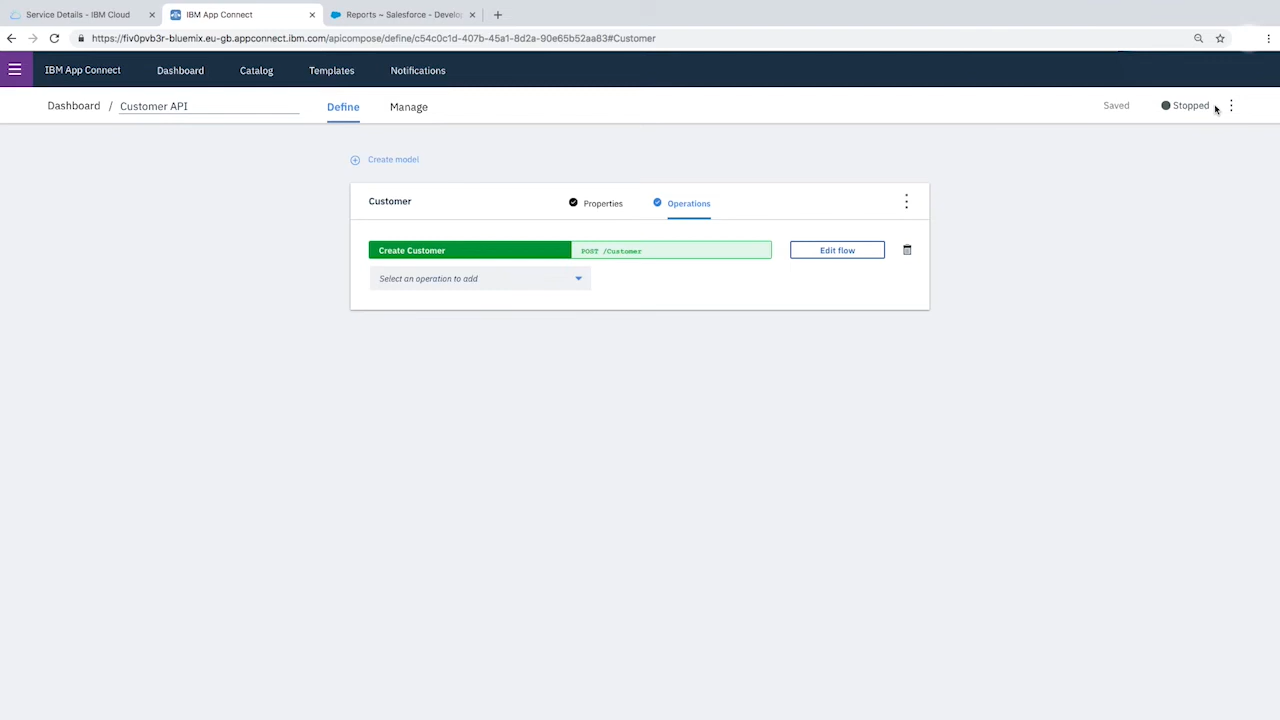 Service Details - IBM Cloud
IBM App Connect
Reports ~ Salesforce - Develo
https://fiv0pvb3r-bluemix.eu-gb.appconnect.ibm.com/apicompose/define/c54c0c1d-407b-45a1-8d2a-90e65b52aa83#Customer
IBM App Connect Dashboard Catalog Templates Notifications
Dashboard / Customer API Define Manage Saved Stopped
Create model
Customer Properties Operations
Create Customer POST /Customer Edit flow
Select an operation to add